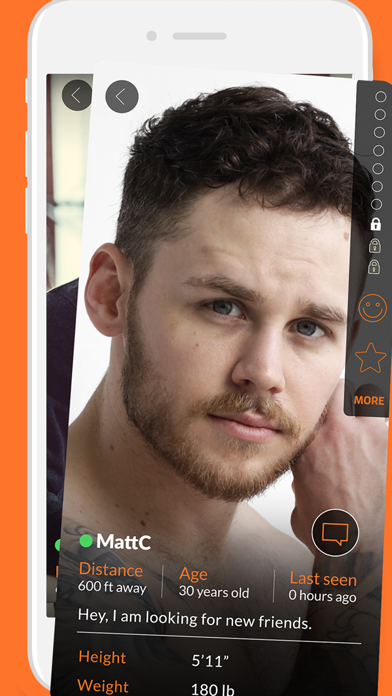 MORE
MattC
Distance
600 ft away
Age
30 years old
Last seen
0 hours ago
Hey, I am looking for new friends.
Height 5'11"
Weight 180 lb